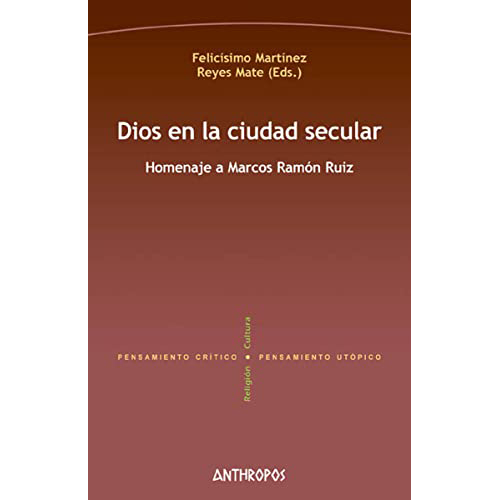 Felicísimo Martínez
Reyes Mate (Eds.)
Dios en la ciudad secular
Homenaje a Marcos Ramón Ruiz
Religión Cultura
PENSAMIENTO CRÍTICO PENSAMIENTO UTÓPICO
ANTHROPOS